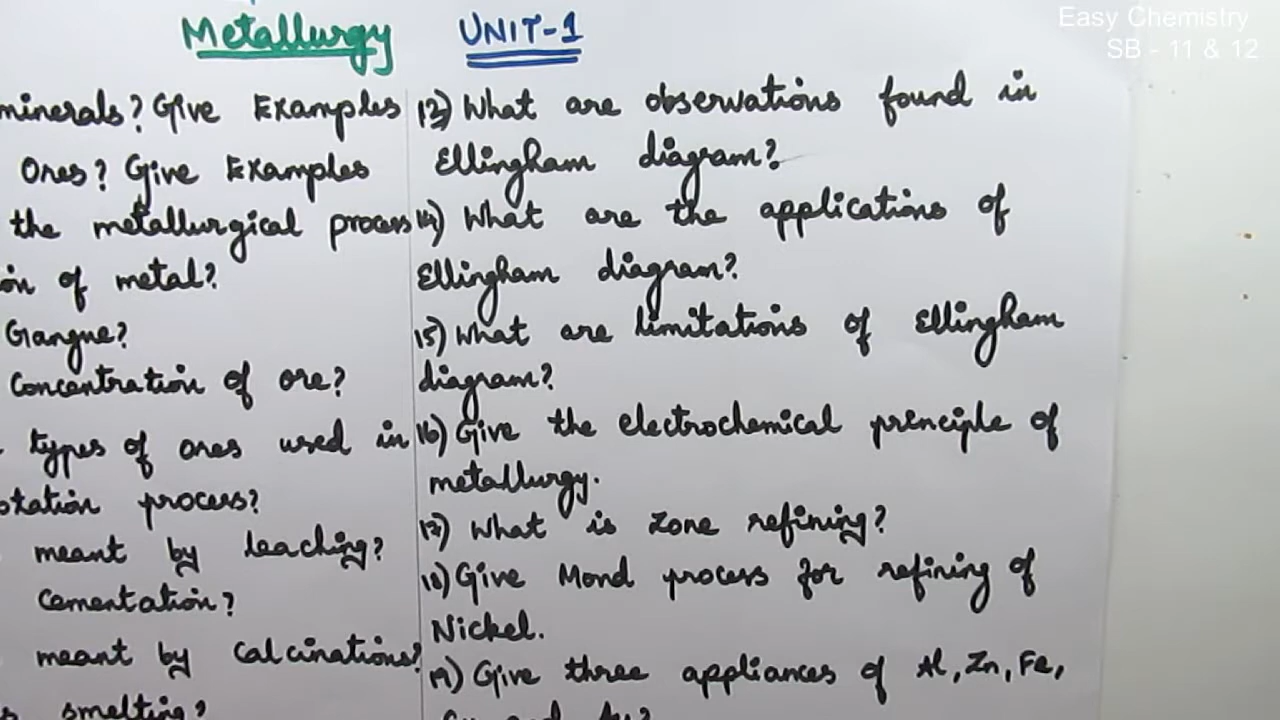 Metallurgy UNIT-1
Easy Chemistry
SB - 11 & 12
minerals? Give Examples
Ores? Give Examples
the metallurgical process
of metal?
Gangue?
Concentration of ore?
types of ores used in
process?
meant by leaching?
Cementation?
meant by Calcinations?
smelting?
13) What are observations found in
Ellingham diagram?
14) What are the applications of
Ellingham diagram?
15) What are limitations of Ellingham
diagram?
16) Give the electrochemical principle of
metallurgy.
17) What is zone refining?
18) Give Mond process for refining of
Nickel.
19) Give three appliances of Al, Zn, Fe,